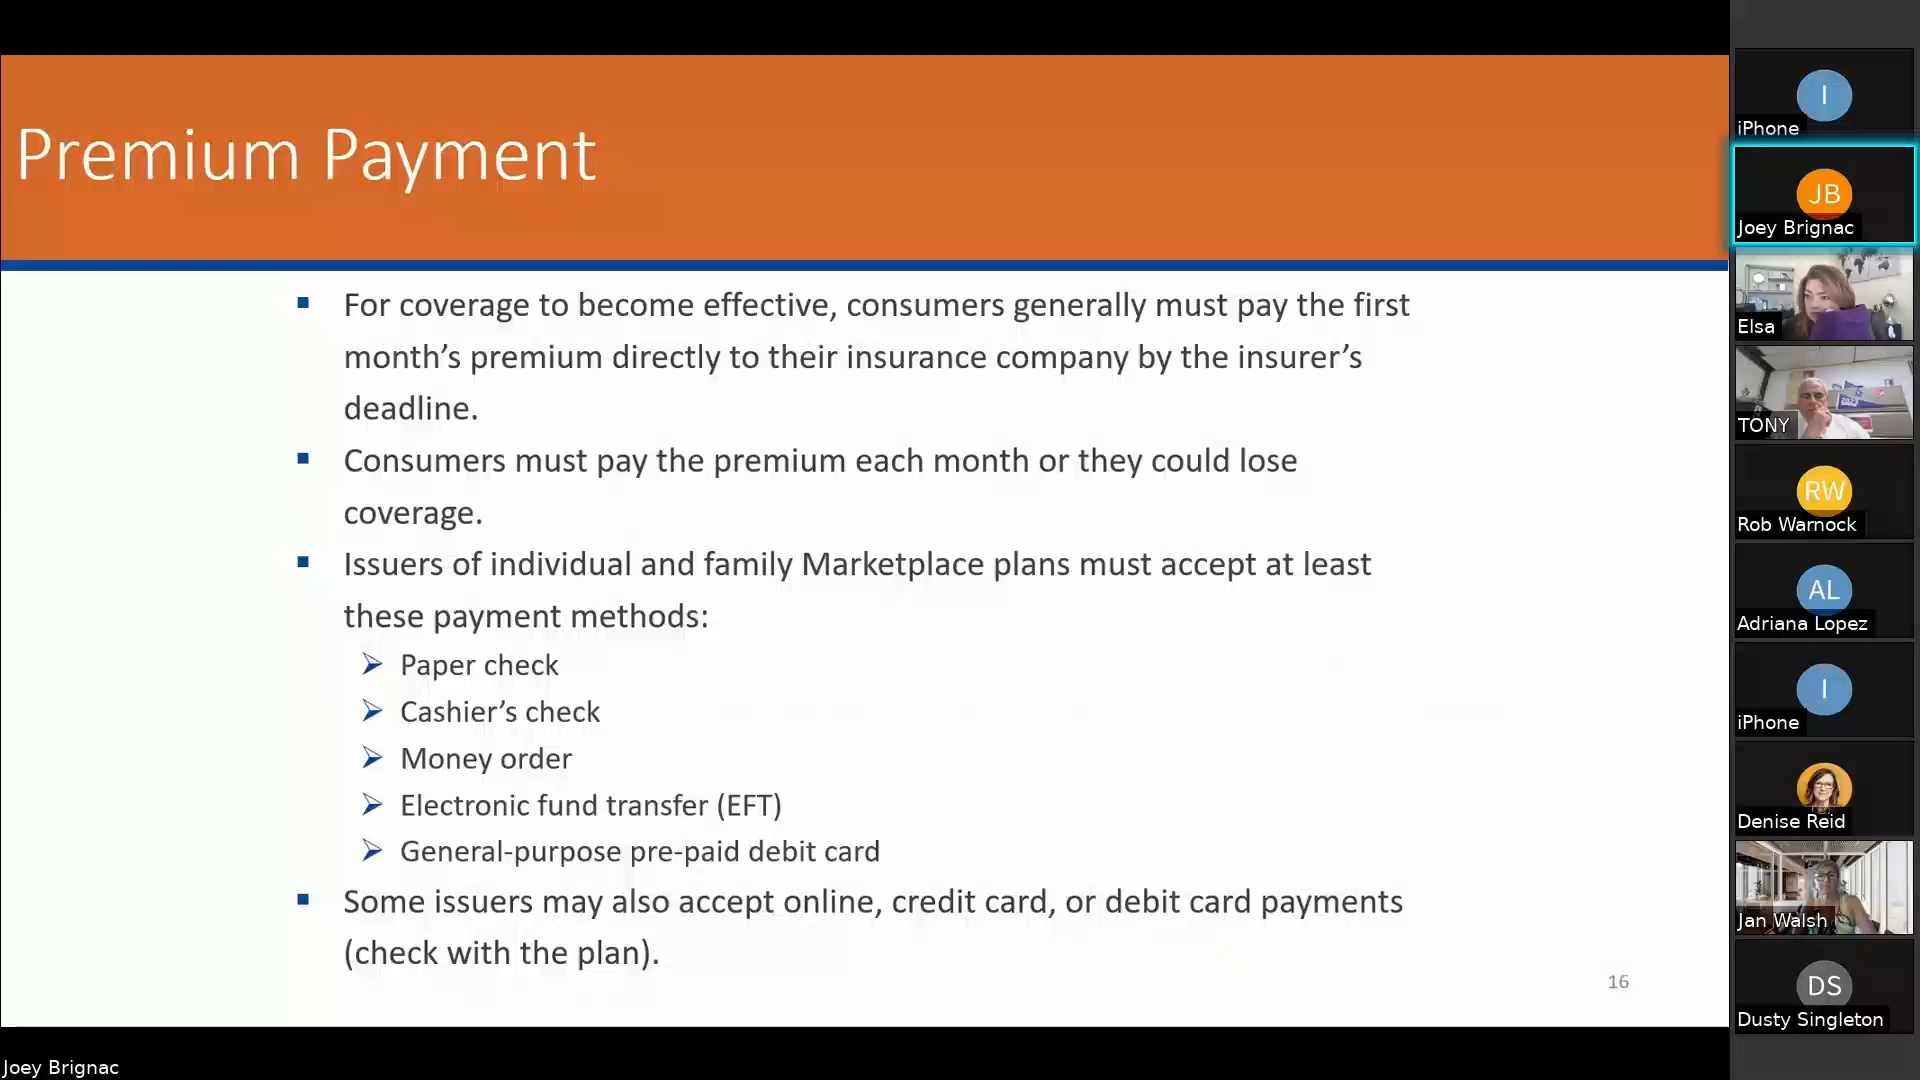 Premium Payment
▪ For coverage to become effective, consumers generally must pay the first
month’s premium directly to their insurance company by the insurer’s
deadline.
▪ Consumers must pay the premium each month or they could lose
coverage.
▪ Issuers of individual and family Marketplace plans must accept at least
these payment methods:
➢ Paper check
➢ Cashier’s check
➢ Money order
➢ Electronic fund transfer (EFT)
➢ General-purpose pre-paid debit card
▪ Some issuers may also accept online, credit card, or debit card payments
(check with the plan).
16
Joey Brignac
I
iPhone
JB
Joey Brignac
Elsa
TONY
RW
Rob Warnock
AL
Adriana Lopez
I
iPhone
Denise Reid
Jan Walsh
DS
Dusty Singleton